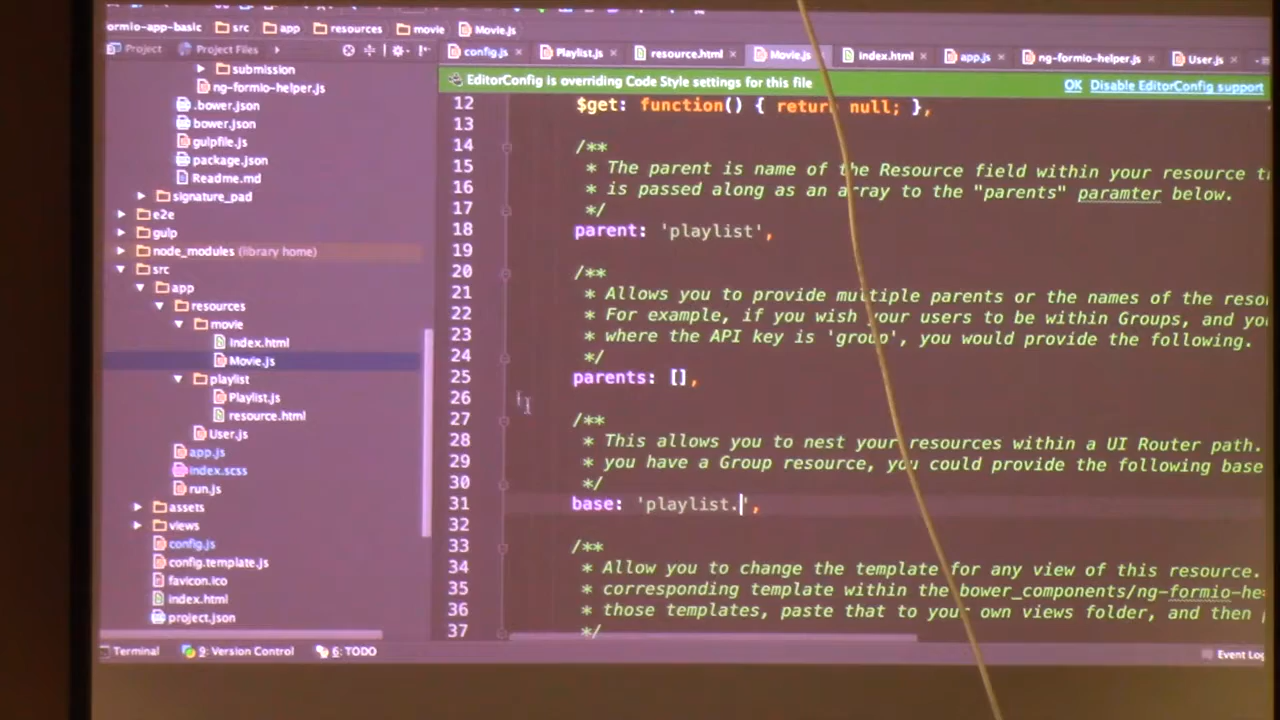 ormio-app-basic src app resources movie Movie.js
Project Project Files
config.js Playlist.js resource.html Movie.js index.html app.js ng-formio-helper.js User.js
EditorConfig is overriding Code Style settings for this file OK Disable EditorConfig support
submission
ng-formio-helper.js
.bower.json
bower.json
gulpfile.js
package.json
Readme.md
signature_pad
e2e
gulp
node_modules (library home)
src
app
resources
movie
index.html
Movie.js
playlist
Playlist.js
resource.html
User.js
app.js
index.scss
run.js
assets
views
config.js
config.template.js
favicon.ico
index.html
project.json
12 $get: function() { return null; },
13
14 /**
15 * The parent is name of the Resource field within your resource
16 * is passed along as an array to the "parents" paramter below.
17 */
18 parent: 'playlist',
19
20 /**
21 * Allows you to provide multiple parents or the names of the
22 * For example, if you wish your users to be within Groups, and
23 * where the API key is 'group', you would provide the following.
24 */
25 parents: [],
26
27 /**
28 * This allows you to nest your resources within a UI Router path.
29 * you have a Group resource, you could provide the following base
30 */
31 base: 'playlist.',
32
33 /**
34 * Allow you to change the template for any view of this resource.
35 * corresponding template within the bower_components/ng-formio-he
36 * those templates, paste that to your own views folder, and then
37 */
Terminal 9: Version Control 6: TODO Event Log